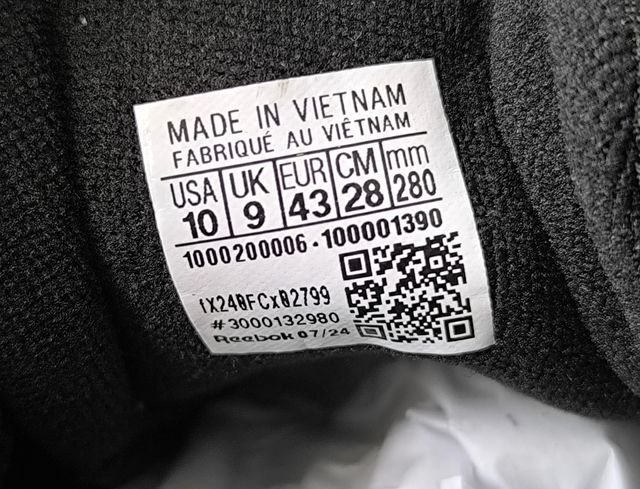 MADE IN VIETNAM
FABRIQUÉ AU VIÊTNAM
USA UK EUR CM mm
10 9 43 28 280
1000200006 - 100001390
#3000132980
Reebok 07/24